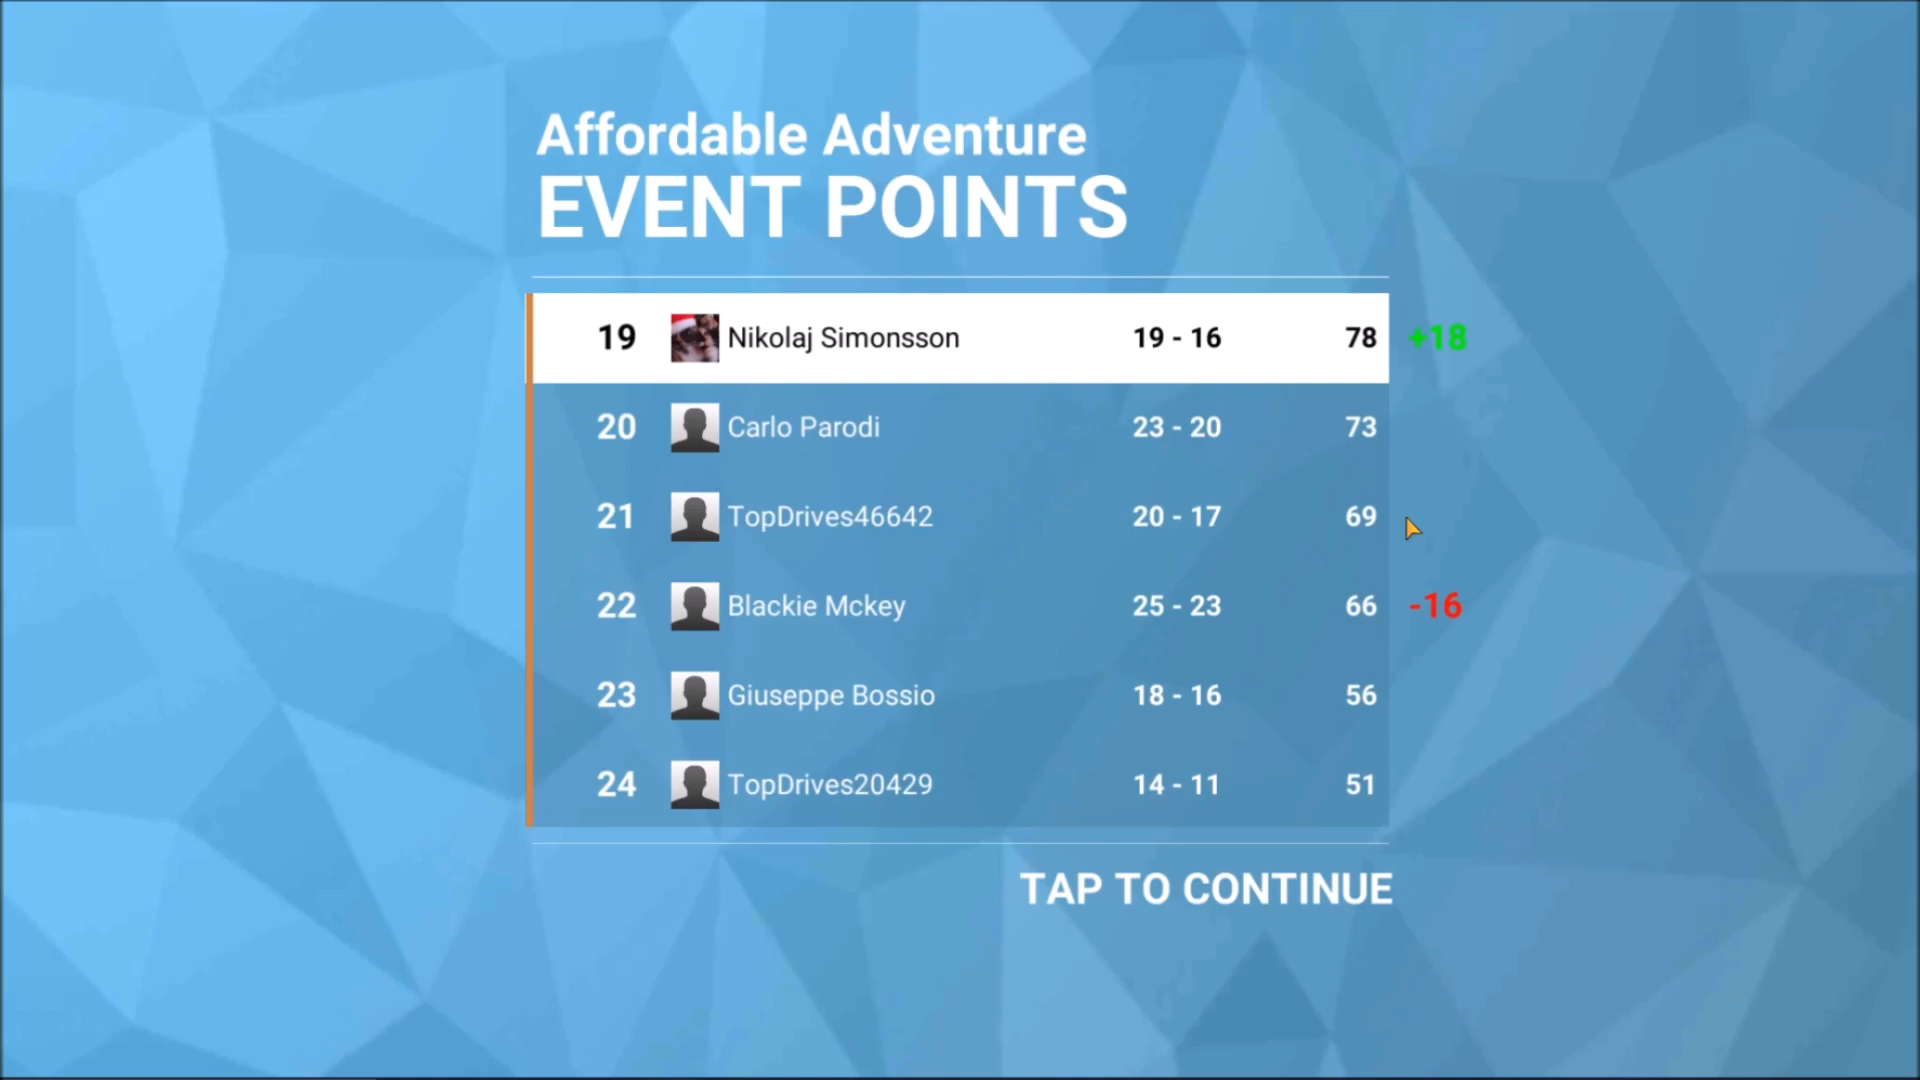 Affordable Adventure
EVENT POINTS
19 Nikolaj Simonsson 19 - 16 78 +18
20 Carlo Parodi 23 - 20 73
21 TopDrives46642 20 - 17 69
22 Blackie Mckey 25 - 23 66 -16
23 Giuseppe Bossio 18 - 16 56
24 TopDrives20429 14 - 11 51
TAP TO CONTINUE